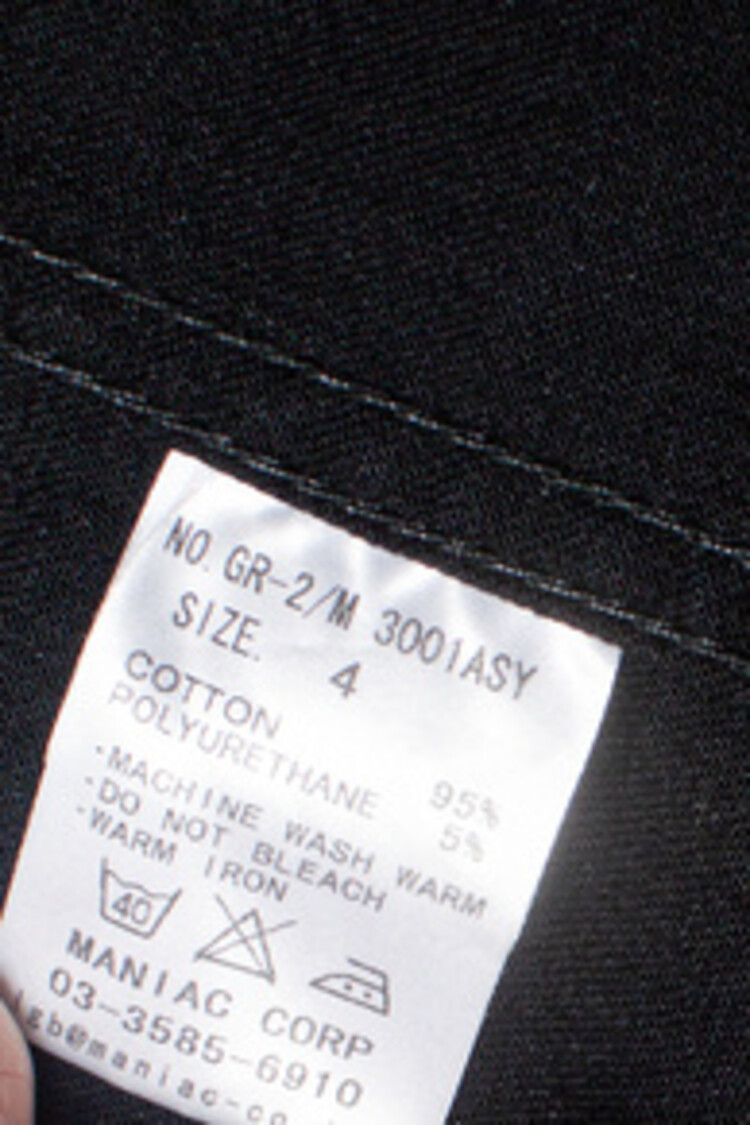 NO. GR-2/M 3001ASY
SIZE. 4
COTTON 95%
POLYURETHANE 5%
·MACHINE WASH WARM
·DO NOT BLEACH
·WARM IRON
40
MANIAC CORP
03-3585-6910